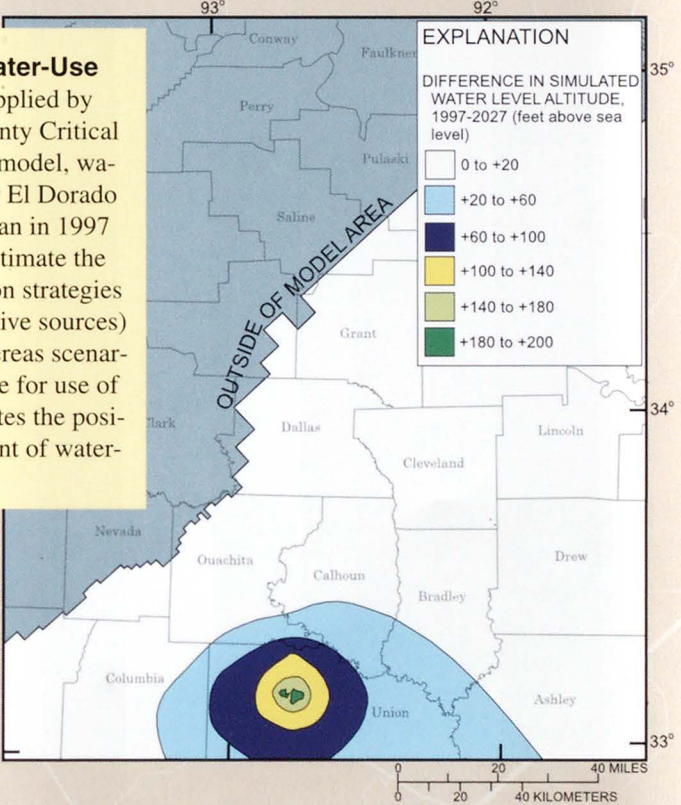 93°
92°
ater-Use
pplied by
nty Critical
model, wa-
El Dorado
an in 1997
timate the
on strategies
ive sources)
ereas scenar-
e for use of
tes the posi-
nt of water-
EXPLANATION
DIFFERENCE IN SIMULATED
WATER LEVEL ALTITUDE,
1997-2027 (feet above sea
level)
0 to +20
+20 to +60
+60 to +100
+100 to +140
+140 to +180
+180 to +200
35°
34°
33°
OUTSIDE OF MODEL AREA
Conway
Faulkner
Perry
Pulaski
Saline
Grant
Clark
Dallas
Lincoln
Cleveland
Nevada
Ouachita
Calhoun
Drew
Bradley
Columbia
Union
Ashley
0 20 40 MILES
0 20 40 KILOMETERS